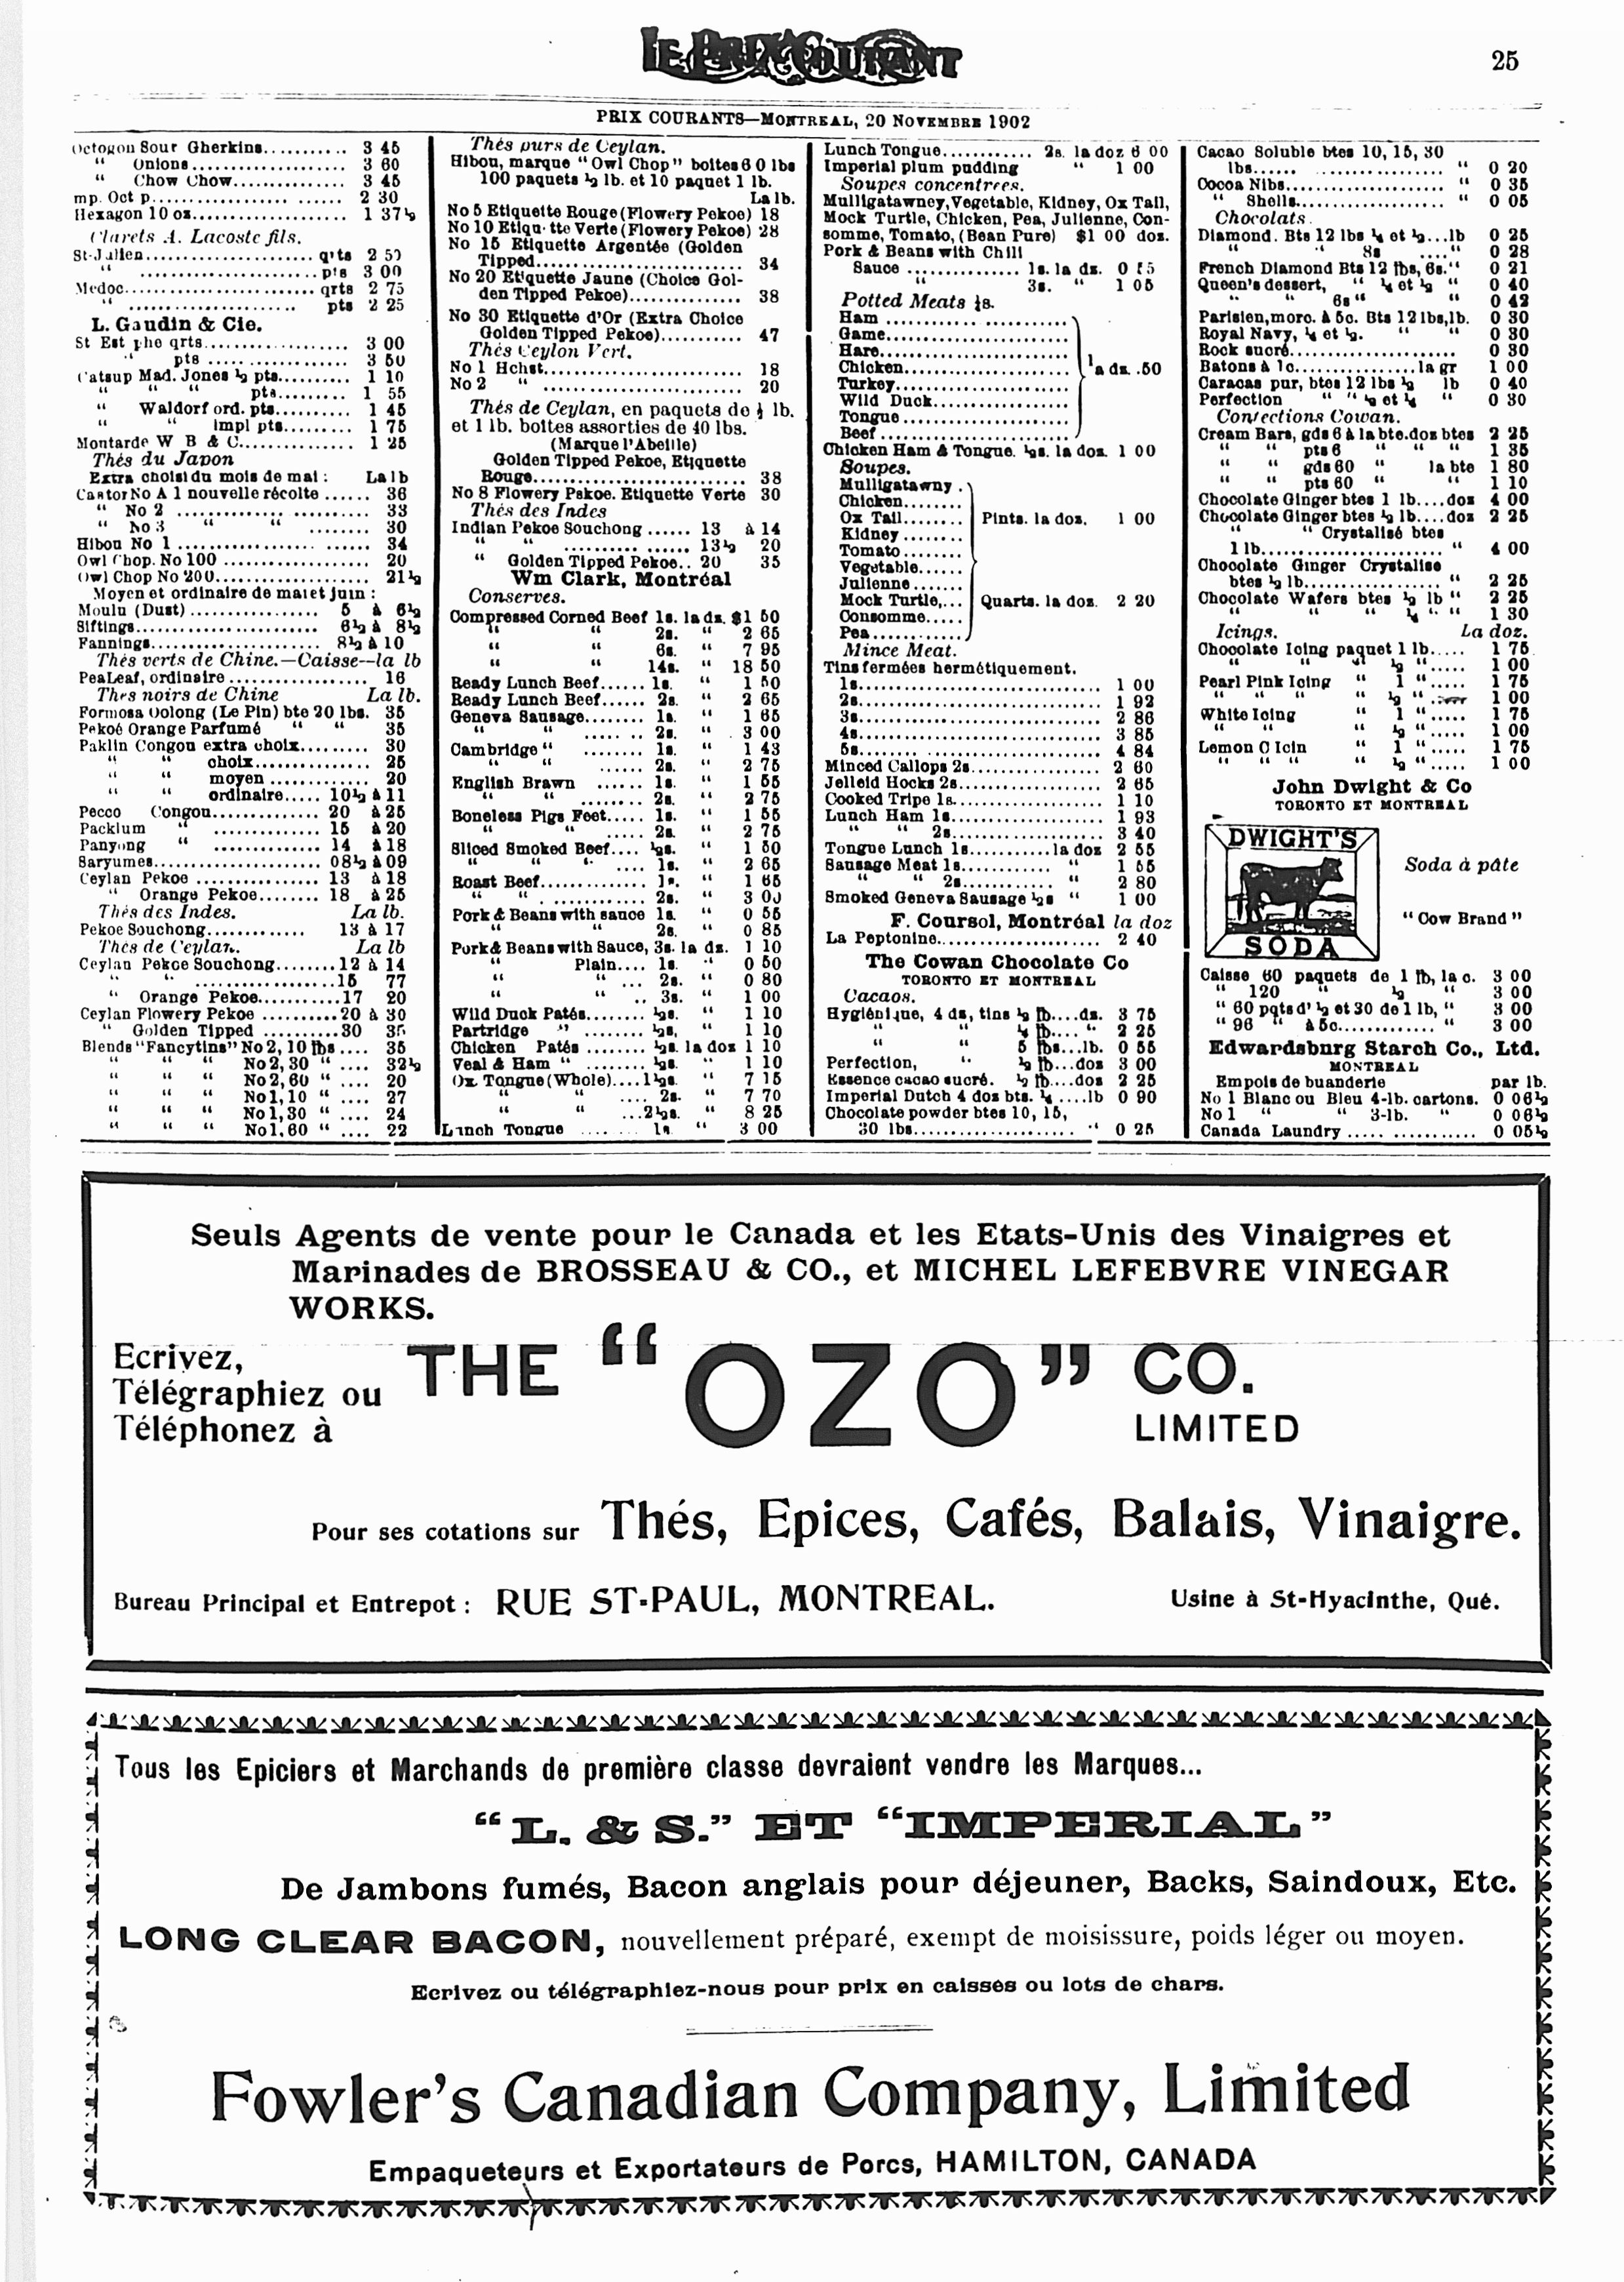 LE PRIX COURANT
25
PRIX COURANTS—MONTREAL, 20 NOVEMBRE 1902
Octogon Sour Gherkins........... 3 45
“ Onions..................... 3 60
“ Chow Chow............... 3 45
mp. Oct p..................... ...... 2 30
Hexagon 10 oz..................... 1 37½
Clarets A. Lacoste fils.
St-Julien......................... q'ts 2 50
“ ....................... p's 3 00
Medoc......................... qrts 2 75
“ ...................... pts 2 25
L. Gaudin & Cie.
St Est phe qrts.................... 3 00
“ pts ..... ............. 3 50
Catsup Mad. Jones ½ pts.......... 1 10
“ “ “ pts......... 1 55
“ Waldorf ord. pts.......... 1 45
“ “ impl pts......... 1 75
Montarde W B & C............... 1 25
Thés du Japon
Extra choisi du mois de mai : La lb
Castor No A 1 nouvelle récolte ...... 36
“ No 2 ......................... 33
“ No 3 “ “ ........ 30
Hibou No 1 ................. ...... 34
Owl Chop. No 100 ................... 20
Owl Chop No 200.................... 21½
Moyen et ordinaire de mai et juin :
Moulu (Dust) ................. 5 à 6½
Siftings........................ 6½ à 8½
Fannings...................... 8½ à 10
Thés verts de Chine.—Caisse—la lb
Pea Leaf, ordinaire ................. 16
Thes noirs de Chine La lb.
Formosa Oolong (Le Pin) bte 20 lbs. 35
Pekoé Orange Parfumé “ “ 35
Paklin Congou extra choix......... 30
“ “ choix.............. 25
“ “ moyen ............. 20
“ “ ordinaire..... 10½ à 11
Pecco Congou............. 20 à 25
Packlum “ .............. 15 à 20
Panyong “ .............. 14 à 18
Saryumes.................... 08½ à 09
Ceylan Pekoe ................ 13 à 18
“ Orange Pekoe........ 18 à 25
Thés des Indes. La lb.
Pekoe Souchong............. 13 à 17
Thés de Ceylan. La lb
Ceylan Pekoe Souchong........12 à 14
“ “ ....................15 77
“ Orange Pekoe...........17 20
Ceylan Flowery Pekoe ..........20 à 30
“ Golden Tipped ..........30 35
Blends “Fancy tins” No 2, 10 lbs .... 35
“ “ “ No 2, 30 “ .... 32½
“ “ “ No 2, 60 “ .... 20
“ “ “ No 1, 10 “ .... 27
“ “ “ No 1, 30 “ .... 24
“ “ “ No 1, 60 “ .... 22
Thés purs de Ceylan.
Hibou, marque “Owl Chop” boites 60 lbs
100 paquets ½ lb. et 10 paquet 1 lb.
La lb.
No 5 Etiquette Rouge (Flowery Pekoe) 18
No 10 Etiqu tte Verte (Flowery Pekoe) 28
No 15 Etiquette Argentée (Golden
Tipped......................... 34
No 20 Etiquette Jaune (Choice Gol-
den Tipped Pekoe)............... 38
No 30 Etiquette d'Or (Extra Choice
Golden Tipped Pekoe)........... 47
Thés Ceylon Vert.
No 1 Hchst......................... 18
No 2 “ ......................... 20
Thés de Ceylan, en paquets de ½ lb.
et 1 lb. boites assorties de 40 lbs.
(Marque l'Abeille)
Golden Tipped Pekoe, Etiquette
Rouge........................... 38
No 8 Flowery Pekoe. Etiquette Verte 30
Thés des Indes
Indian Pekoe Souchong ...... 13 à 14
“ “ ............ ...... 13½ 20
“ Golden Tipped Pekoe.. 20 35
Wm Clark, Montréal
Conserves.
Compressed Corned Beef 1s. la dz. $1 50
“ “ 2s. “ 2 65
“ “ 6s. “ 7 95
“ “ 14s. “ 18 50
Ready Lunch Beef...... 1s. “ 1 50
Ready Lunch Beef...... 2s. “ 2 65
Geneva Sausage........ 1s. “ 1 65
“ “ ........ 2s. “ 3 00
Cambridge “ ........ 1s. “ 1 43
“ “ ...... 2s. “ 2 75
English Brawn ...... 1s. “ 1 55
“ “ ........ 2s. “ 2 75
Boneless Pigs Feet..... 1s. “ 1 55
“ “ ..... 2s. “ 2 75
Sliced Smoked Beef.... ½s. “ 1 50
“ “ “ .... 1s. “ 2 65
Roast Beef.............. 1s. “ 1 65
“ “ .............. 2s. “ 3 00
Pork & Beans with sauce 1s. “ 0 55
“ “ 2s. “ 0 85
Pork & Beans with Sauce, 3s. la dz. 1 10
“ Plain.... 1s. “ 0 50
“ “ ... 2s. “ 0 80
“ “ .. 3s. “ 1 00
Wild Duck Patés........ ½s. “ 1 10
Partridge “ ........ ½s. “ 1 10
Chicken Patés ........ ½s. la doz 1 10
Veal & Ham “ ........ ½s. “ 1 10
Ox Tongue (Whole)....1½s. “ 7 15
“ “ .... 2s. “ 7 70
“ “ ...2½s. “ 8 25
Lunch Tongue ........ 1s “ 3 00
Lunch Tongue............ 2s. la doz 6 00
Imperial plum pudding “ 1 00
Soupes concentrees.
Mulligatawney, Vegetable, Kidney, Ox Tail,
Mock Turtle, Chicken, Pea, Julienne, Con-
somme, Tomato, (Bean Pure) $1 00 doz.
Pork & Beans with Chili
Sauce .............. 1s. la dz. 0 55
“ 3s. “ 1 05
Potted Meats ½s.
Ham ...........................
Game...........................
Hare...........................
Chicken........................ la dz. .50
Turkey.........................
Wild Duck......................
Tongue ........................
Beef ...........................
Chicken Ham & Tongue. ½s. la doz. 1 00
Soupes.
Mulligatawny .
Chicken........
Ox Tail........ Pints. la doz. 1 00
Kidney ........
Tomato ........
Vegetable......
Julienne .......
Mock Turtle,... Quarts. la doz. 2 20
Consomme.....
Pea.............
Mince Meat.
Tins fermées hermétiquement.
1s................................... 1 00
2s................................... 1 92
3s................................... 2 86
4s................................... 3 85
5s................................... 4 84
Minced Callops 2s................... 2 60
Jelleid Hocks 2s..................... 2 65
Cooked Tripe 1s...................... 1 10
Lunch Ham 1s........................ 1 93
“ “ 2s...................... 3 40
Tongue Lunch 1s...........la doz 2 55
Sausage Meat 1s.............. “ 1 55
“ “ 2s............ “ 2 80
Smoked Geneva Sausage ½s “ 1 00
F. Coursol, Montréal la doz
La Peptonine........................ 2 40
The Cowan Chocolate Co
TORONTO ET MONTREAL
Cacaos.
Hygiénique, 4 dz, tins ½ lb....dz. 3 75
“ “ ¼ lb.... “ 2 25
“ “ 5 lbs...lb. 0 55
Perfection, “ ½ lb....doz 3 00
Essence cacao sucré. ½ lb....doz 2 25
Imperial Dutch 4 doz bts. ¼ ....lb 0 90
Chocolate powder btes 10, 15,
30 lbs........................ “ 0 25
Cacao Soluble btes 10, 15, 30
lbs...... ................. “ 0 20
Cocoa Nibs..................... “ 0 35
“ Shells.................... “ 0 05
Chocolats.
Diamond. Bts 12 lbs ¼ et ½...lb 0 25
“ “ 8s .... “ 0 28
French Diamond Bts 12 lbs, 6s. “ 0 21
Queen's dessert, “ ¼ et ½ “ 0 40
“ “ 6s “ “ 0 42
Parisien, morc. à 5c. Bts 12 lbs, lb. 0 30
Royal Navy, ¼ et ½. “ “ 0 30
Rock sucré....................... 0 30
Batons à 1c................la gr 1 00
Caracas pur, btes 12 lbs ½ lb 0 40
Perfection “ “ ½ et ¼ “ 0 30
Confections Cowan.
Cream Bars, gds 6 à la bte. doz btes 2 25
“ “ pts 6 “ “ “ 1 35
“ “ gds 60 “ la bte 1 80
“ “ pts 60 “ “ 1 10
Chocolate Ginger btes 1 lb....doz 4 00
Chocolate Ginger btes ½ lb....doz 2 25
“ “ Crystalisé btes
1 lb......................... “ 4 00
Chocolate Ginger Crystalise
btes ½ lb.................. “ 2 25
Chocolate Wafers btes ½ lb “ 2 25
“ “ “ ¼ “ “ 1 30
Icings. La doz.
Chocolate Icing paquet 1 lb..... 1 75
“ “ “ ½ “ ..... 1 00
Pearl Pink Icing “ 1 “ ..... 1 75
“ “ “ “ ½ “ ..... 1 00
White Icing “ 1 “ ..... 1 75
“ “ “ ½ “ ..... 1 00
Lemon C Icin “ 1 “ ..... 1 75
“ “ “ “ ½ “ ..... 1 00
John Dwight & Co
TORONTO ET MONTREAL
DWIGHT'S
SODA
Soda à pâte
“Cow Brand”
Caisse 60 paquets de 1 lb, la c. 3 00
“ 120 “ ½ “ “ 3 00
“ 60 pqts d' ½ et 30 de 1 lb, “ 3 00
“ 96 “ à 5c............. “ 3 00
Edwardsburg Starch Co., Ltd.
MONTREAL
Empois de buanderie par lb.
No 1 Blanc ou Bleu 4-lb. cartons. 0 06½
No 1 “ “ 3-lb. “ 0 06½
Canada Laundry ..... ............ 0 05½
Seuls Agents de vente pour le Canada et les Etats-Unis des Vinaigres et
Marinades de BROSSEAU & CO., et MICHEL LEFEBVRE VINEGAR
WORKS.
Ecrivez,
Télégraphiez ou
Téléphonez à
THE “OZO” CO.
LIMITED
Pour ses cotations sur Thés, Epices, Cafés, Balais, Vinaigre.
Bureau Principal et Entrepot : RUE ST-PAUL, MONTREAL. Usine à St-Hyacinthe, Qué.
Tous les Epiciers et Marchands de première classe devraient vendre les Marques...
“L. & S.” ET “IMPERIAL”
De Jambons fumés, Bacon anglais pour déjeuner, Backs, Saindoux, Etc.
LONG CLEAR BACON, nouvellement préparé, exempt de moisissure, poids léger ou moyen.
Ecrivez ou télégraphiez-nous pour prix en caisses ou lots de chars.
Fowler's Canadian Company, Limited
Empaqueteurs et Exportateurs de Porcs, HAMILTON, CANADA